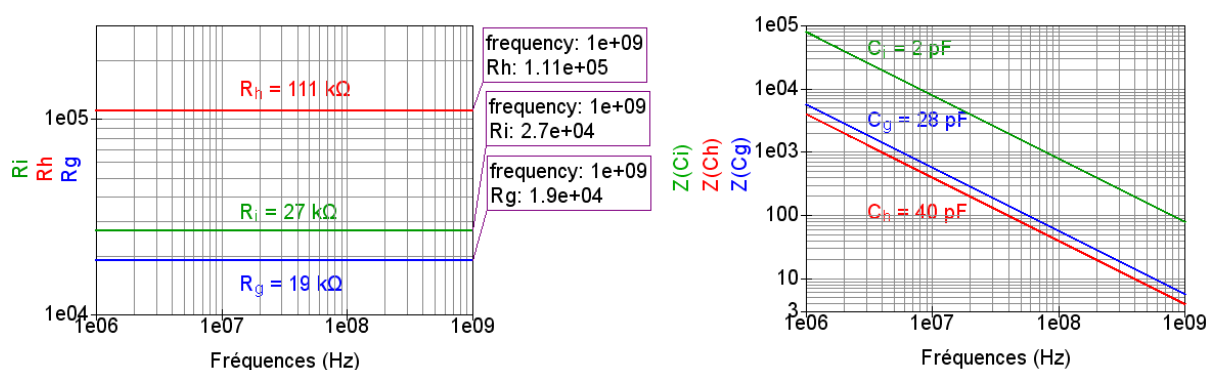 frequency: 1e+09
Rh: 1.11e+05
frequency: 1e+09
Ri: 2.7e+04
frequency: 1e+09
Rg: 1.9e+04
Rh = 111 kΩ
Ri = 27 kΩ
Rg = 19 kΩ
Ri
Rh
Rg
1e05
1e04
1e06
1e07
1e08
1e09
Fréquences (Hz)
Z(Ci)
Z(Ch)
Z(Cg)
1e05
1e04
1e03
100
10
3
Ci = 2 pF
Cg = 28 pF
Ch = 40 pF
1e06
1e07
1e08
1e09
Fréquences (Hz)